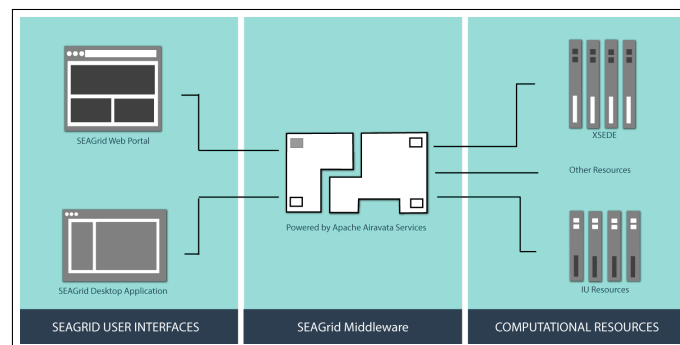 SEAGrid Web Portal
SEAGrid Desktop Application
SEAGRID USER INTERFACES
Powered by Apache Airavata Services
SEAGrid Middleware
XSEDE
Other Resources
IU Resources
COMPUTATIONAL RESOURCES